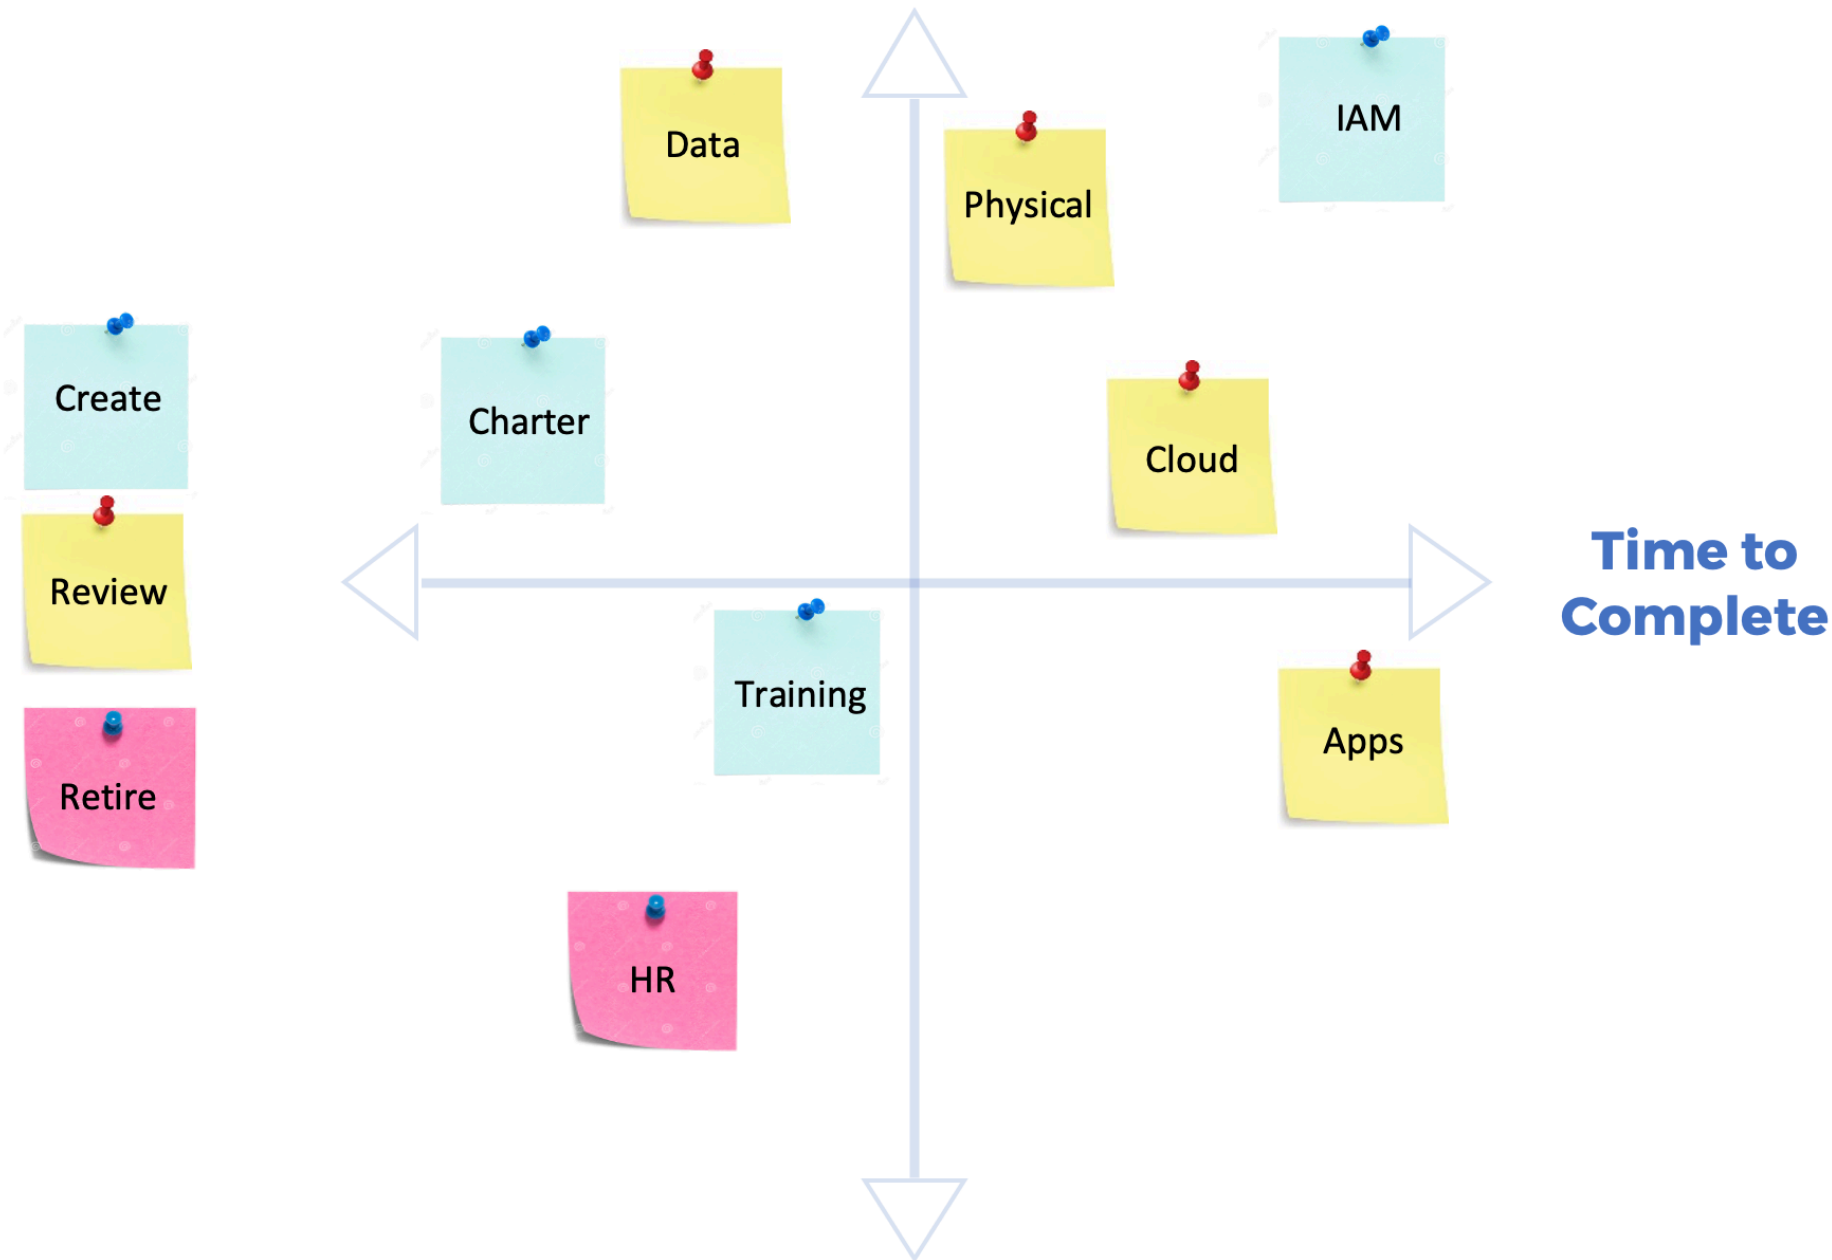 Data
Physical
IAM
Create
Charter
Cloud
Review
Time to
Complete
Training
Apps
Retire
HR